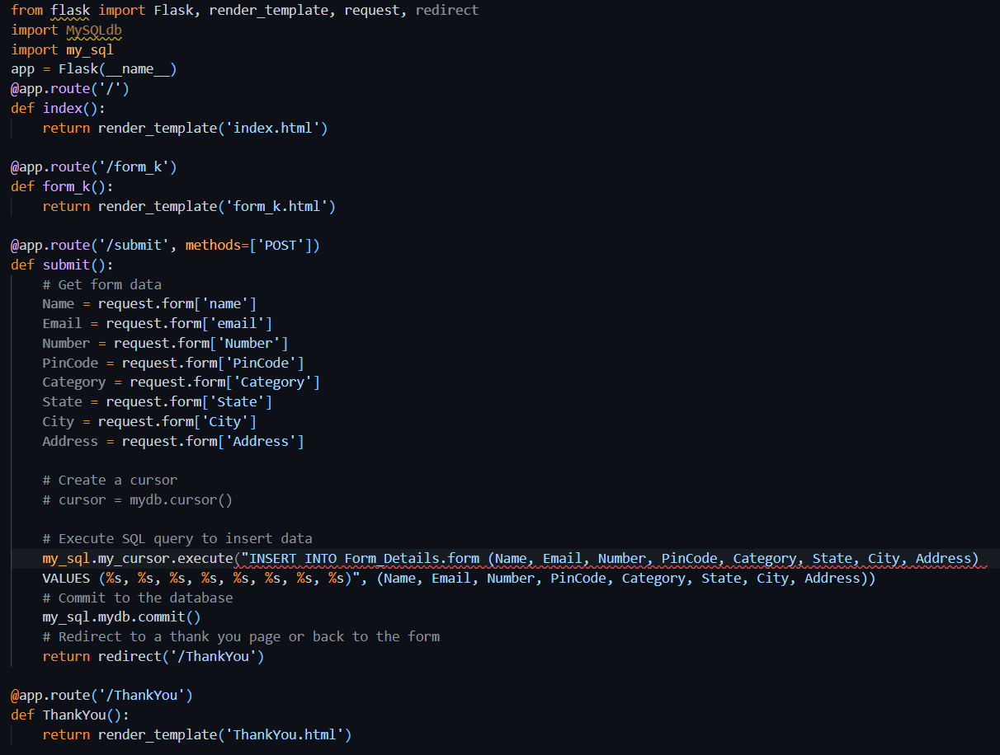 from flask import Flask, render_template, request, redirect
import MySQLdb
import my_sql
app = Flask(__name__)
@app.route('/')
def index():
    return render_template('index.html')

@app.route('/form_k')
def form_k():
    return render_template('form_k.html')

@app.route('/submit', methods=['POST'])
def submit():
    # Get form data
    Name = request.form['name']
    Email = request.form['email']
    Number = request.form['Number']
    PinCode = request.form['PinCode']
    Category = request.form['Category']
    State = request.form['State']
    City = request.form['City']
    Address = request.form['Address']

    # Create a cursor
    # cursor = mydb.cursor()

    # Execute SQL query to insert data
    my_sql.my_cursor.execute("INSERT INTO Form_Details.form (Name, Email, Number, PinCode, Category, State, City, Address)
    VALUES (%s, %s, %s, %s, %s, %s, %s, %s)", (Name, Email, Number, PinCode, Category, State, City, Address))
    # Commit to the database
    my_sql.mydb.commit()
    # Redirect to a thank you page or back to the form
    return redirect('/ThankYou')

@app.route('/ThankYou')
def ThankYou():
    return render_template('ThankYou.html')